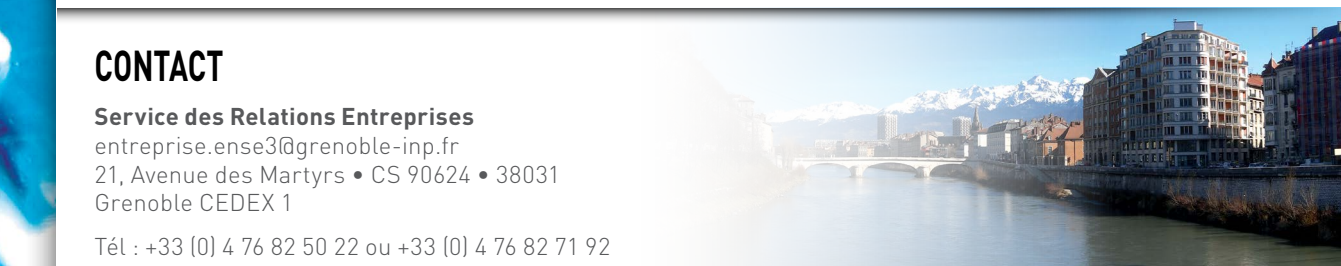 CONTACT
Service des Relations Entreprises
entreprise.ense3@grenoble-inp.fr
21, Avenue des Martyrs • CS 90624 • 38031
Grenoble CEDEX 1
Tél : +33 (0) 4 76 82 50 22 ou +33 (0) 4 76 82 71 92